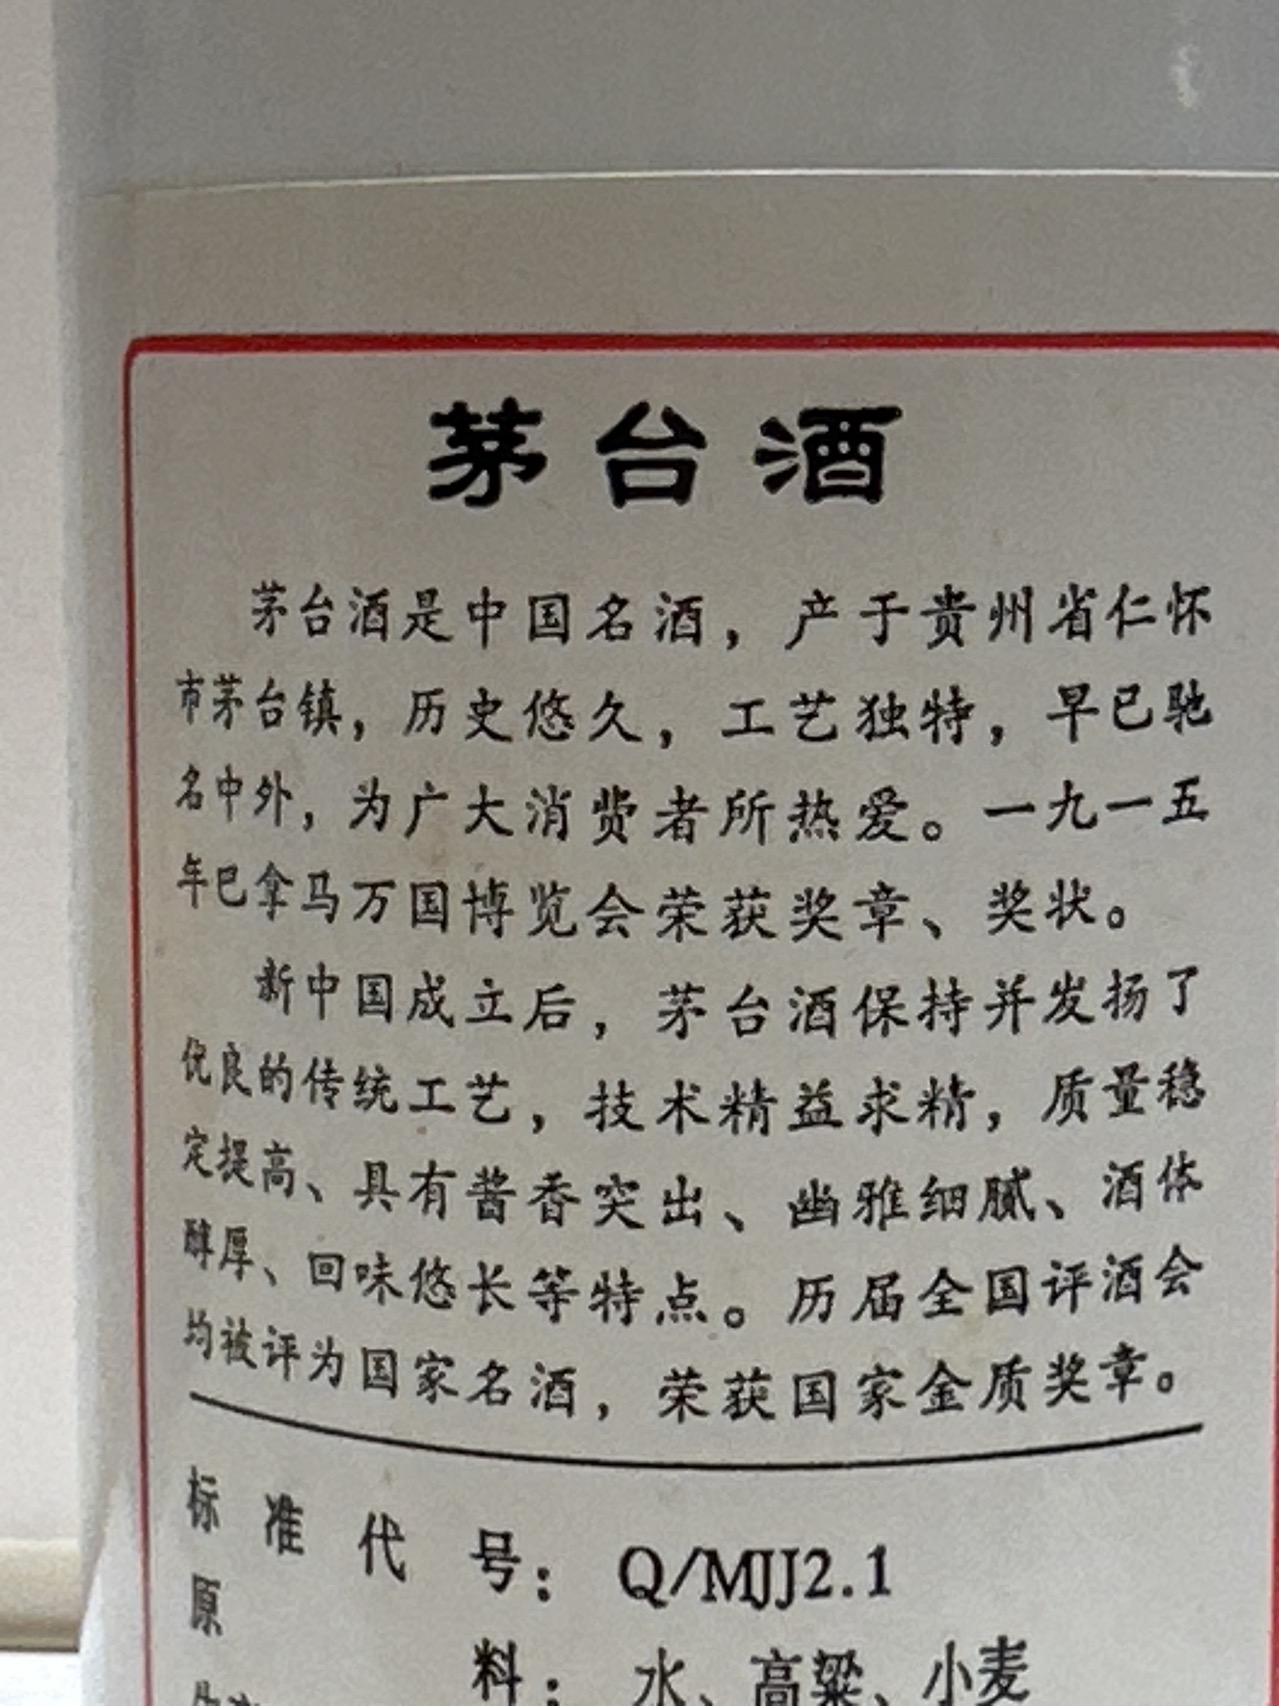 茅台酒
茅台酒是中国名酒，产于贵州省仁怀
市茅台镇，历史悠久，工艺独特，早已驰
名中外，为广大消费者所热爱。一九一五
年巴拿马万国博览会荣获奖章、奖状。
新中国成立后，茅台酒保持并发扬了
优良的传统工艺，技术精益求精，质量稳
定提高、具有酱香突出、幽雅细腻、酒体
醇厚、回味悠长等特点。历届全国评酒会
均被评为国家名酒，荣获国家金质奖章。
标准代号：Q/MJJ2.1
原料：水、高粱、小麦